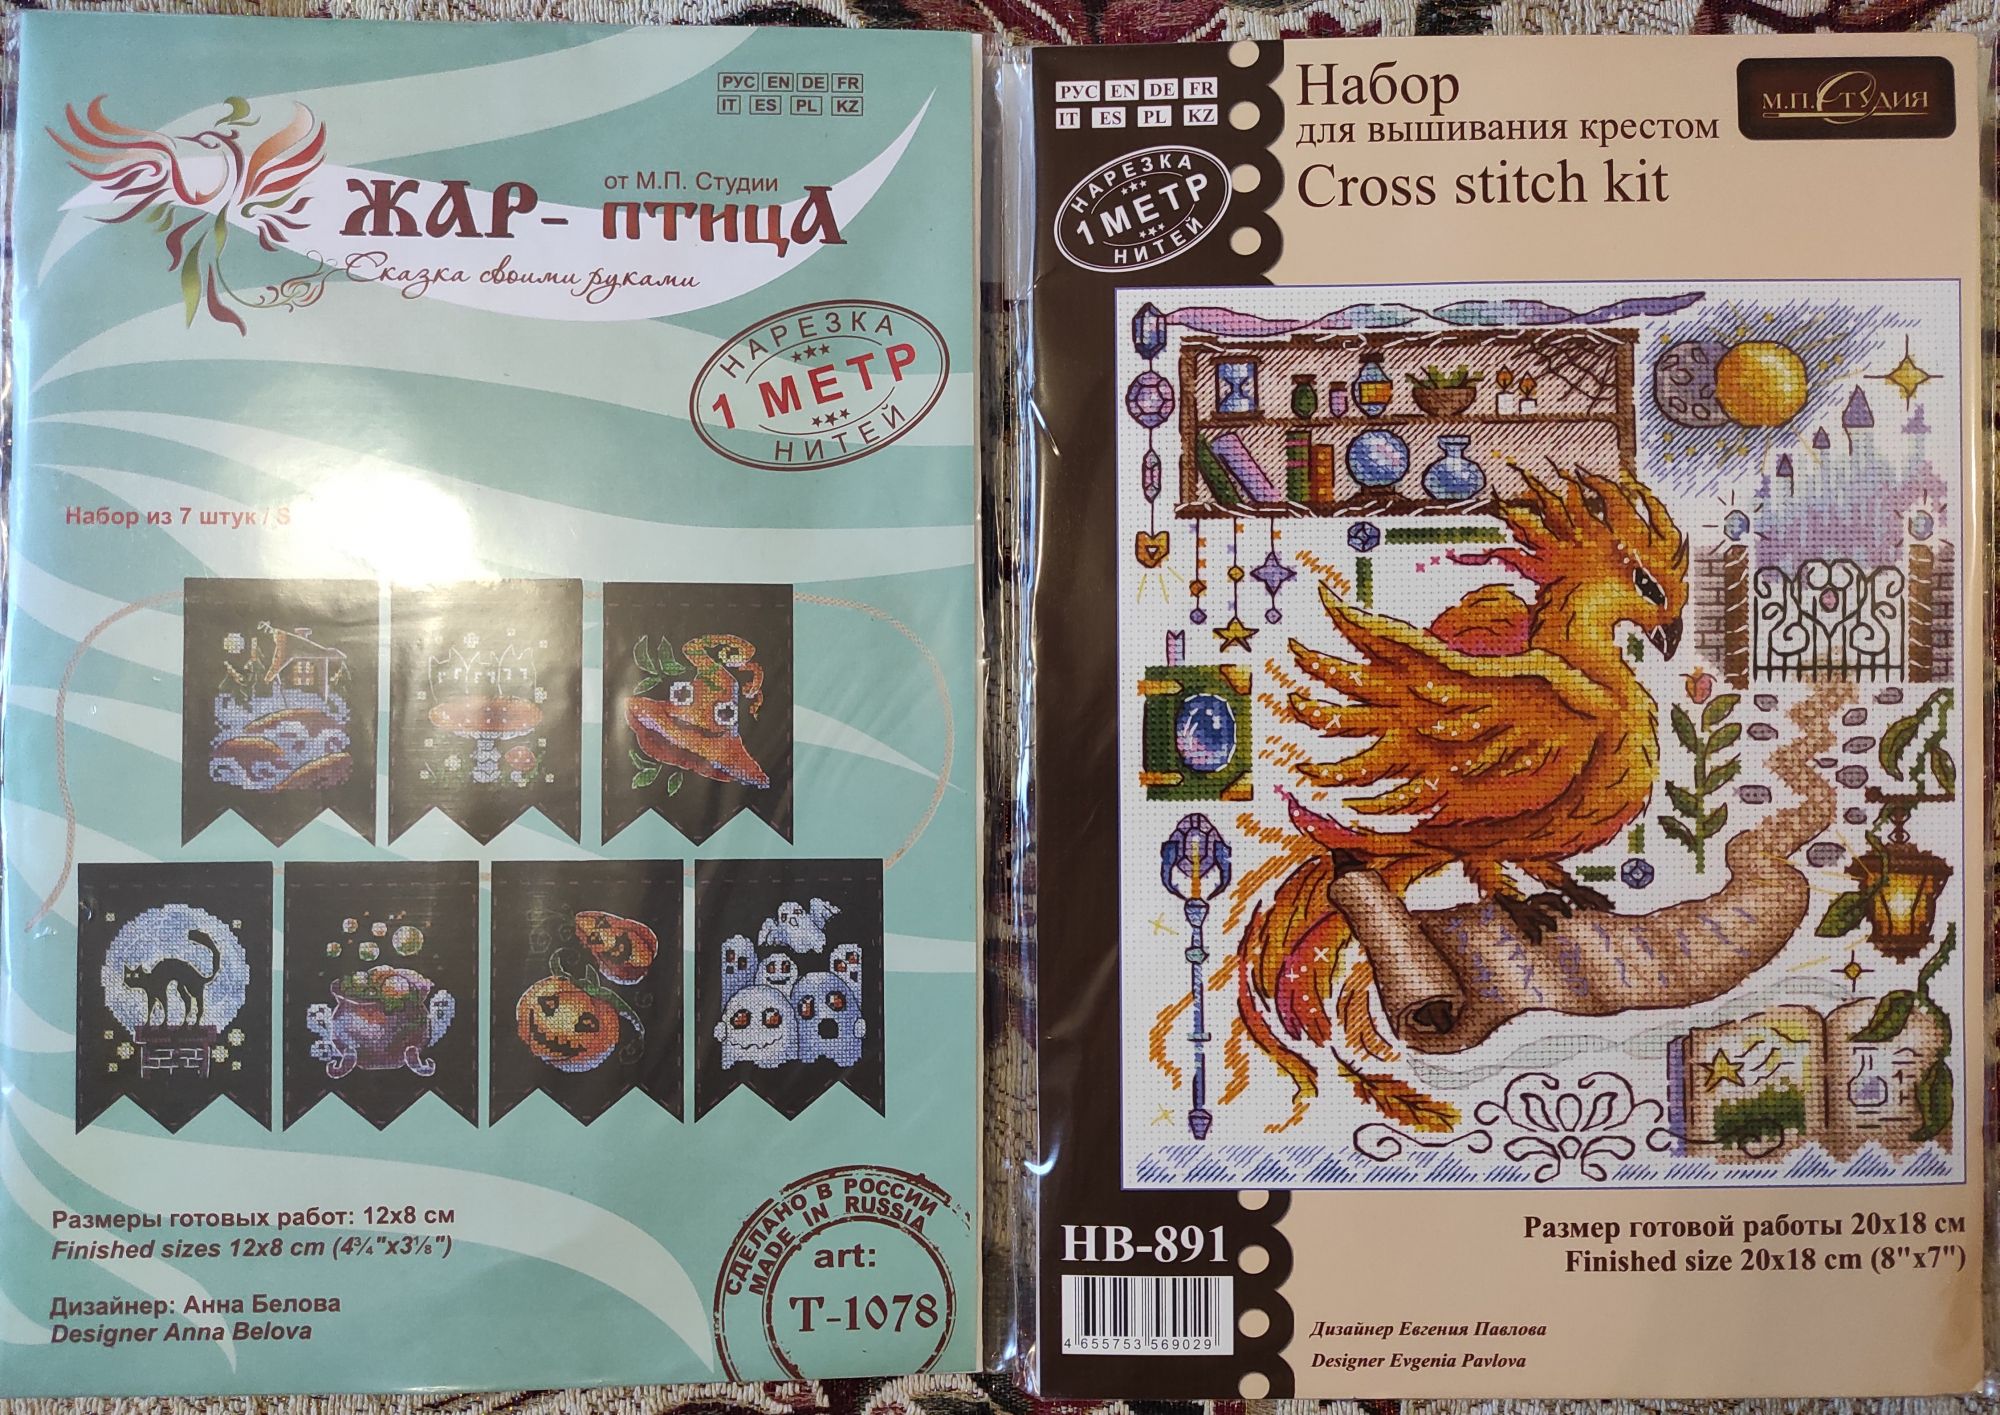 РУС EN DE FR
IT ES PL KZ
от М.П. Студии
ЖАР-ПТИЦА
Сказка своими руками
НАРЕЗКА
1 МЕТР
НИТЕЙ
Набор из 7 штук / S
Размеры готовых работ: 12х8 см
Finished sizes 12x8 cm (4¾"x3⅛")
Дизайнер: Анна Белова
Designer Anna Belova
СДЕЛАНО В РОССИИ
MADE IN RUSSIA
art:
T-1078
РУС EN DE FR
IT ES PL KZ
НАРЕЗКА
1 МЕТР
НИТЕЙ
Набор
для вышивания крестом
Cross stitch kit
М.П.СТУДИЯ
НВ-891
4 655753 569029
Размер готовой работы 20х18 см
Finished size 20x18 cm (8"x7")
Дизайнер Евгения Павлова
Designer Evgenia Pavlova